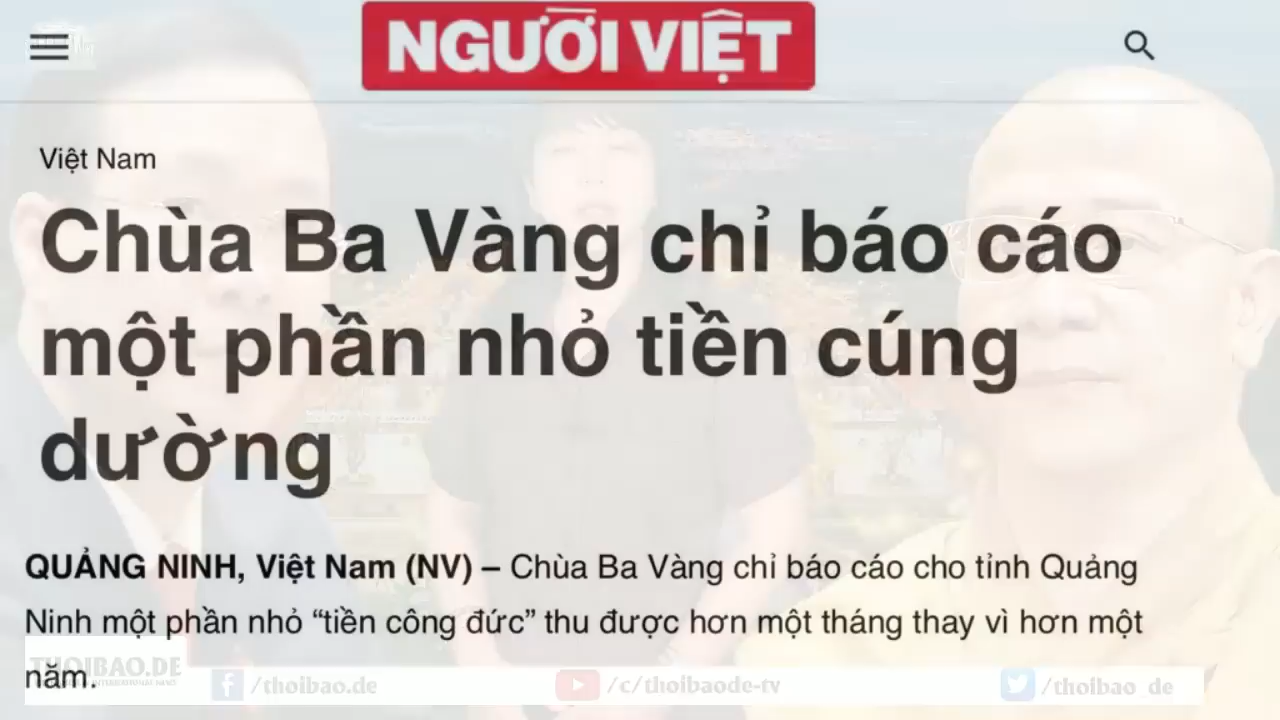 NGƯỜI VIỆT
Việt Nam
Chùa Ba Vàng chỉ báo cáo
một phần nhỏ tiền cúng
dường
QUẢNG NINH, Việt Nam (NV) – Chùa Ba Vàng chỉ báo cáo cho tỉnh Quảng
Ninh một phần nhỏ “tiền công đức” thu được hơn một tháng thay vì hơn một
năm.
THOIBAO.DE
/thoibao.de
/c/thoibaode-tv
/thoibao_de